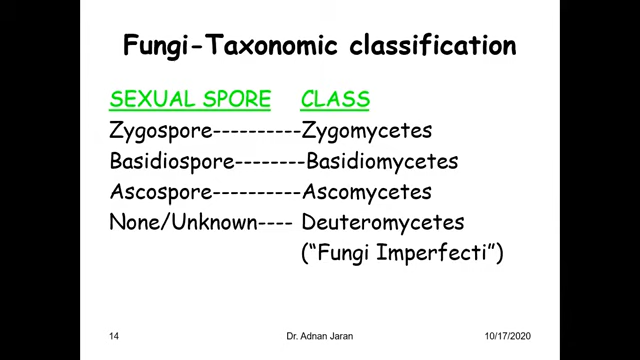 Fungi-Taxonomic classification
SEXUAL SPORE CLASS
Zygospore----------Zygomycetes
Basidiospore--------Basidiomycetes
Ascospore----------Ascomycetes
None/Unknown---- Deuteromycetes
(“Fungi Imperfecti”)
14 Dr. Adnan Jaran 10/17/2020